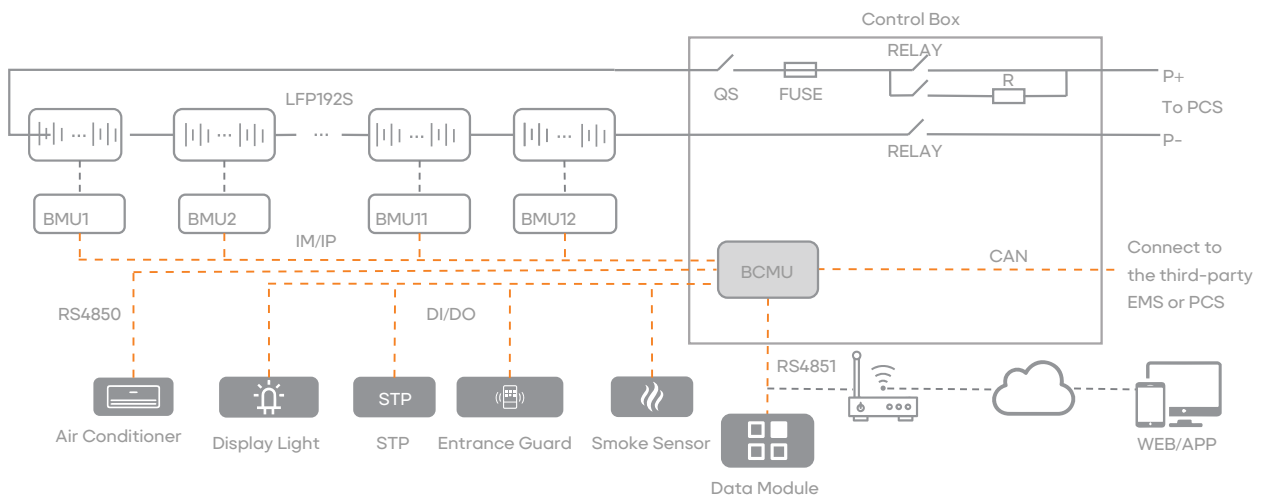 Control Box
RELAY
P+
R
QS
FUSE
LFP192S
To PCS
P-
RELAY
BMU1
BMU2
BMU11
BMU12
IM/IP
BCMU
CAN
Connect to
the third-party
EMS or PCS
RS4850
DI/DO
RS4851
STP
Air Conditioner
Display Light
STP
Entrance Guard
Smoke Sensor
WEB/APP
Data Module